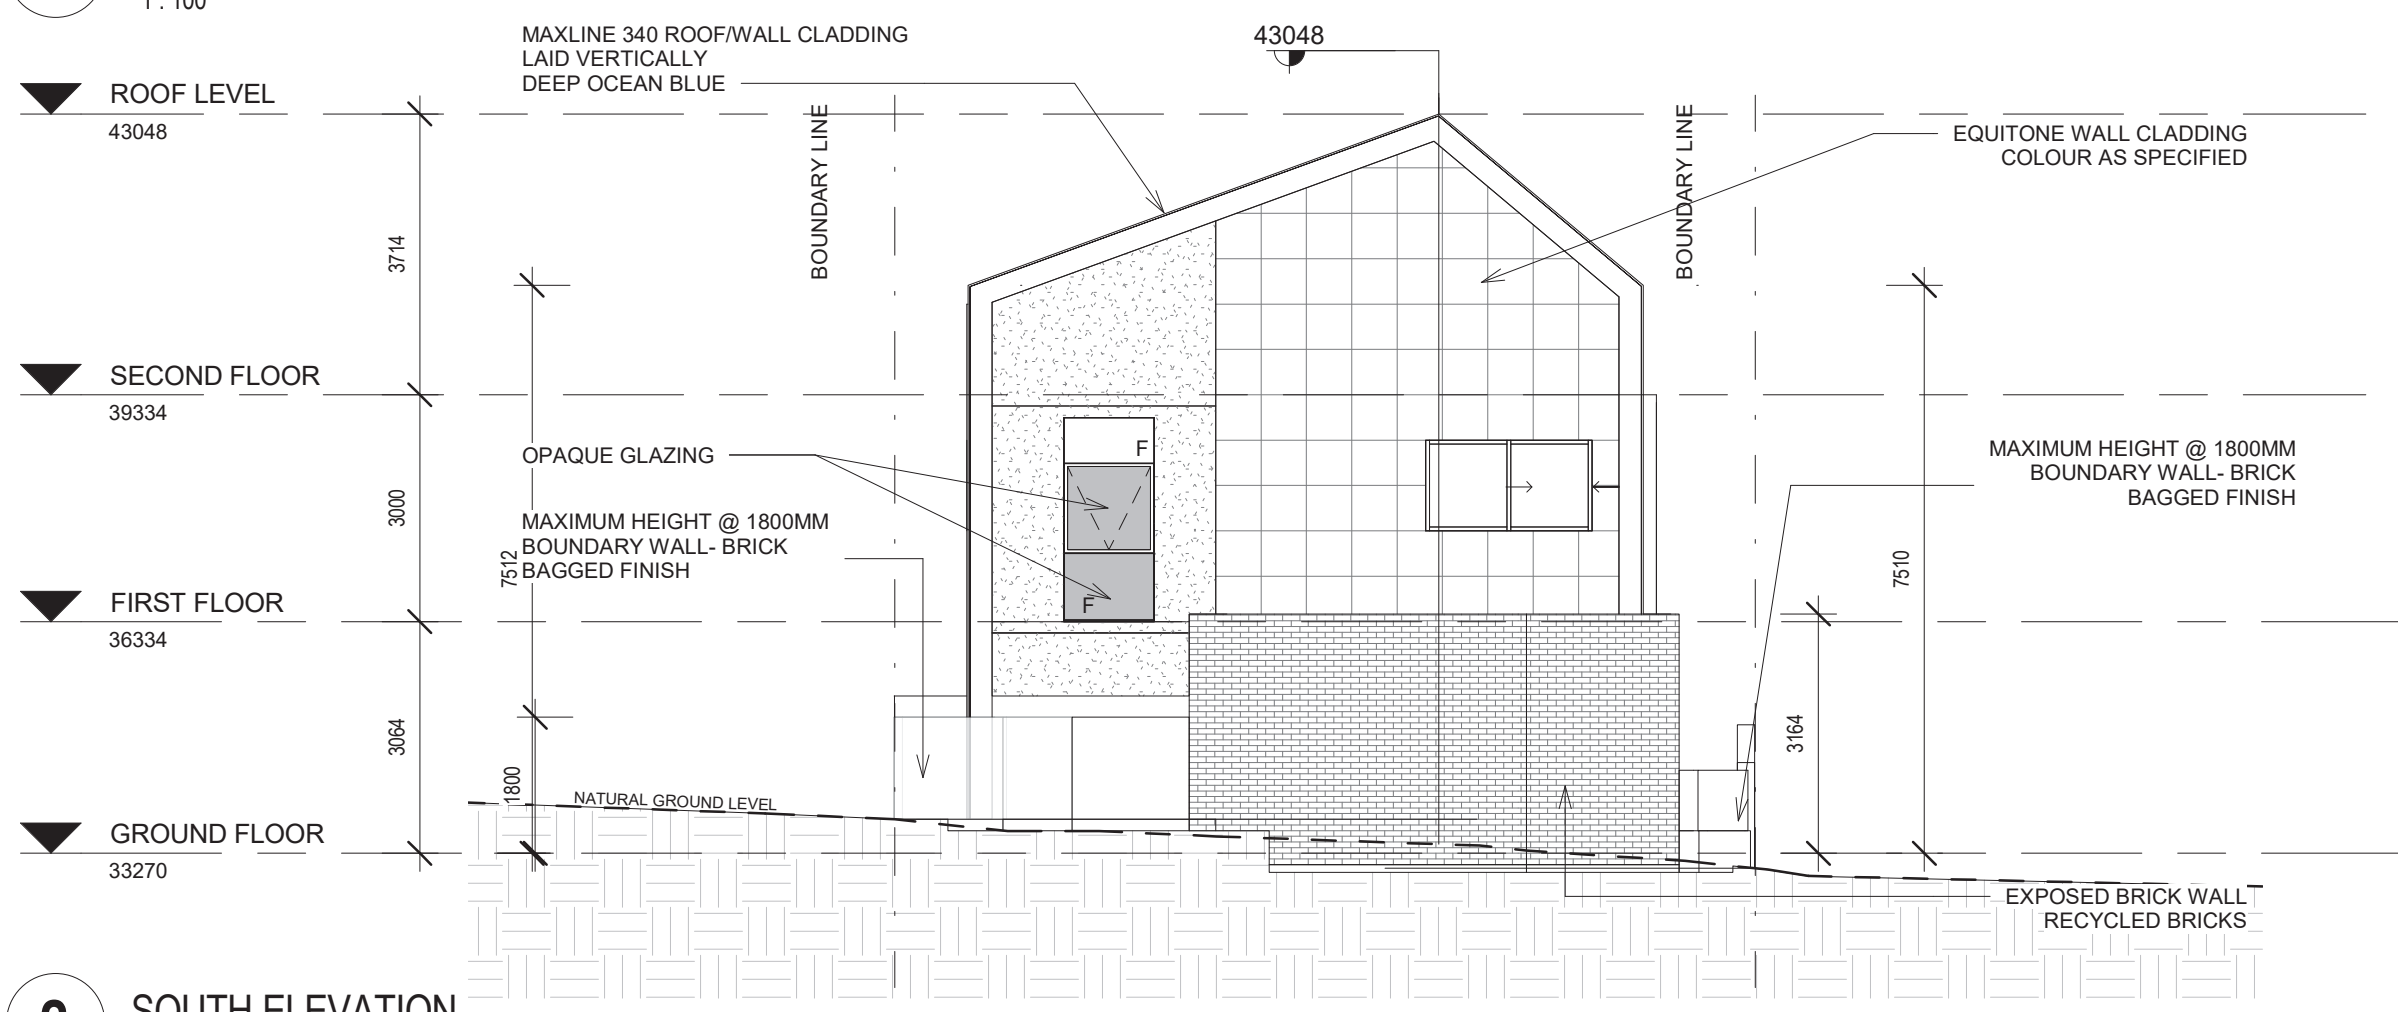 1 : 100
MAXLINE 340 ROOF/WALL CLADDING
LAID VERTICALLY
DEEP OCEAN BLUE
43048
ROOF LEVEL
43048
BOUNDARY LINE
BOUNDARY LINE
EQUITONE WALL CLADDING
COLOUR AS SPECIFIED
3714
SECOND FLOOR
39334
OPAQUE GLAZING
F
F
MAXIMUM HEIGHT @ 1800MM
BOUNDARY WALL- BRICK
BAGGED FINISH
MAXIMUM HEIGHT @ 1800MM
BOUNDARY WALL- BRICK
BAGGED FINISH
3000
7512
7510
FIRST FLOOR
36334
3064
1800
3164
NATURAL GROUND LEVEL
GROUND FLOOR
33270
EXPOSED BRICK WALL
RECYCLED BRICKS
SOUTH ELEVATION